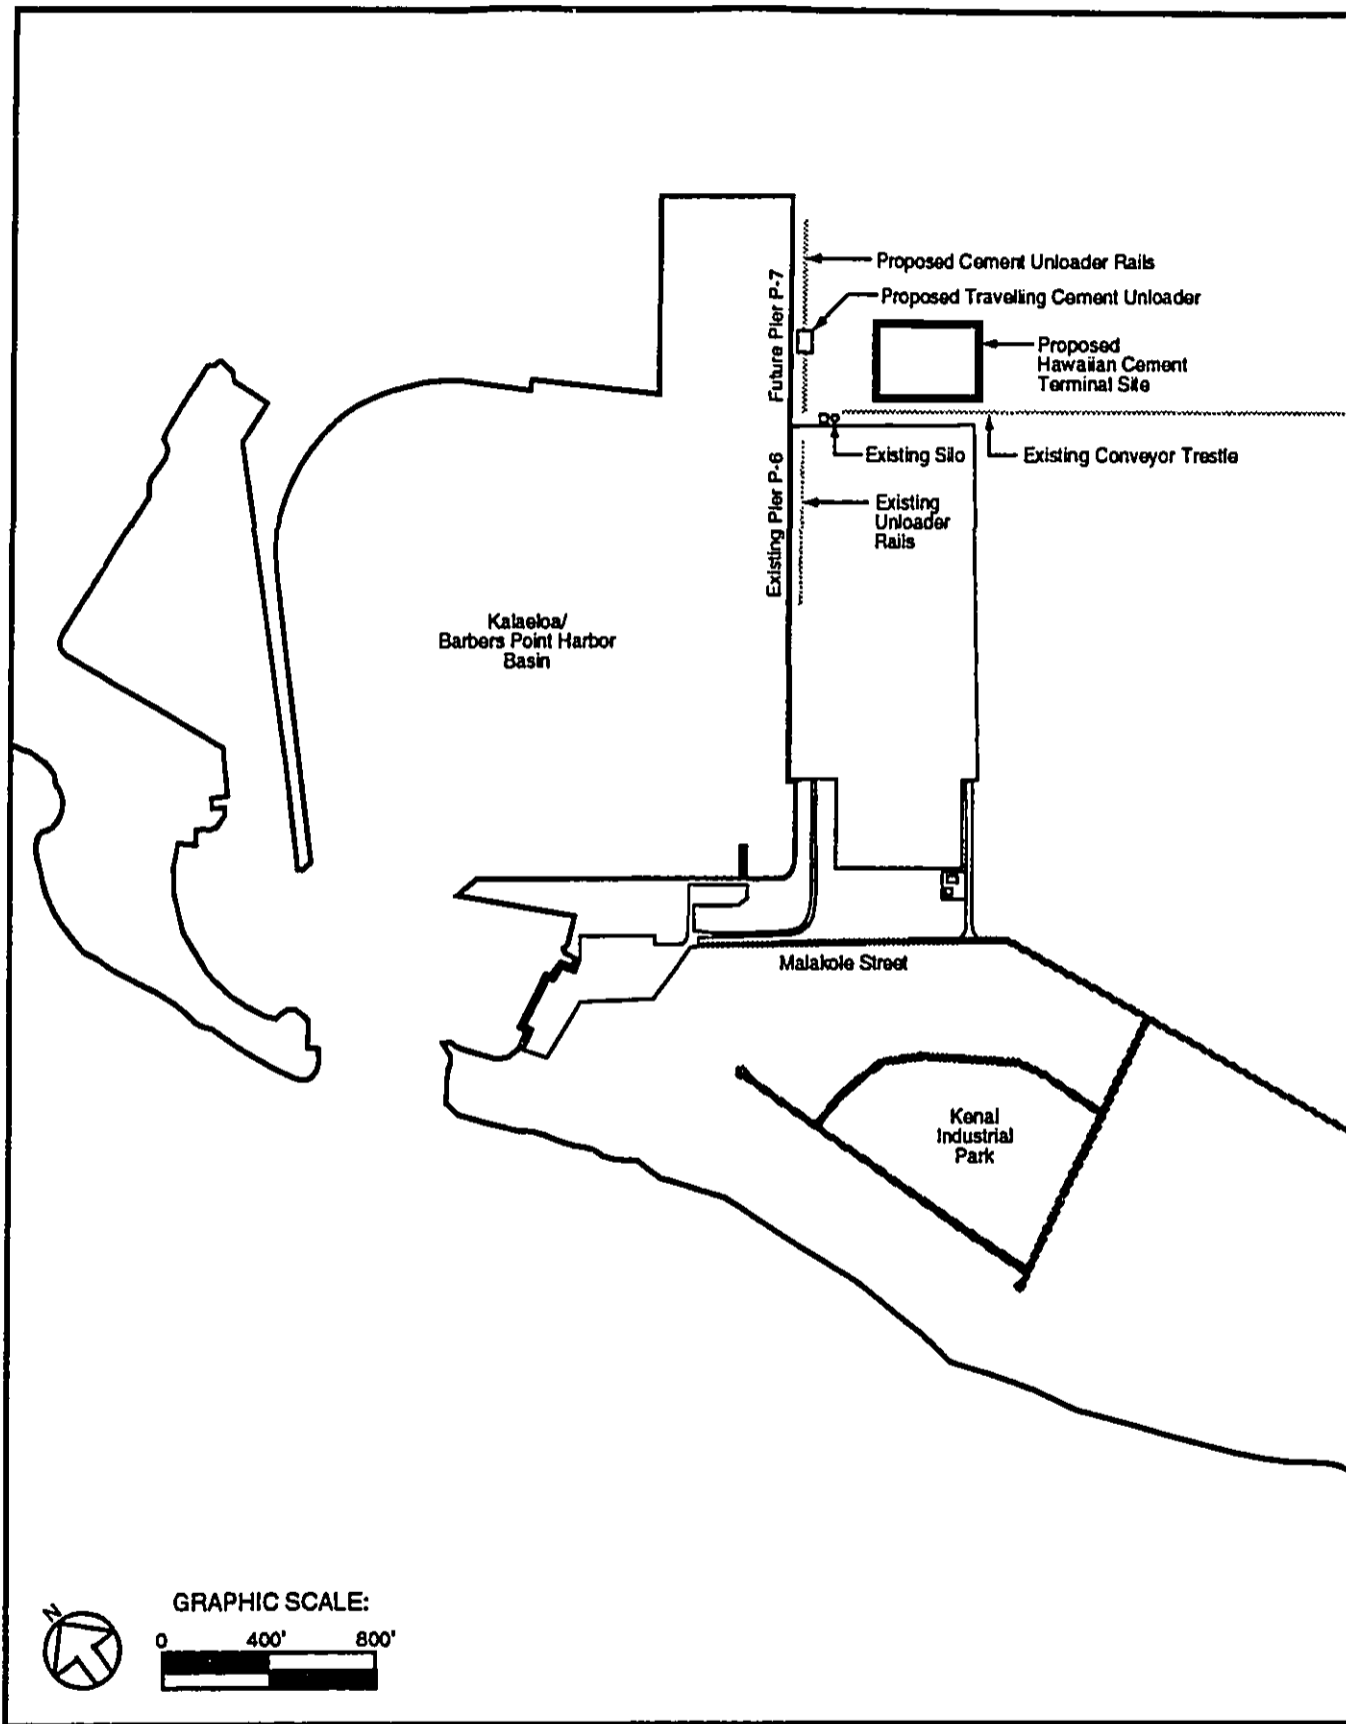 Proposed Cement Unloader Rails
Proposed Travelling Cement Unloader
Future Pier P-7
Proposed
Hawaiian Cement
Terminal Site
Existing Silo
Existing Conveyor Trestle
Existing Pier P-6
Existing
Unloader
Rails
Kalaeloa/
Barbers Point Harbor
Basin
Malakole Street
Kenai
Industrial
Park
N
GRAPHIC SCALE:
0 400' 800'